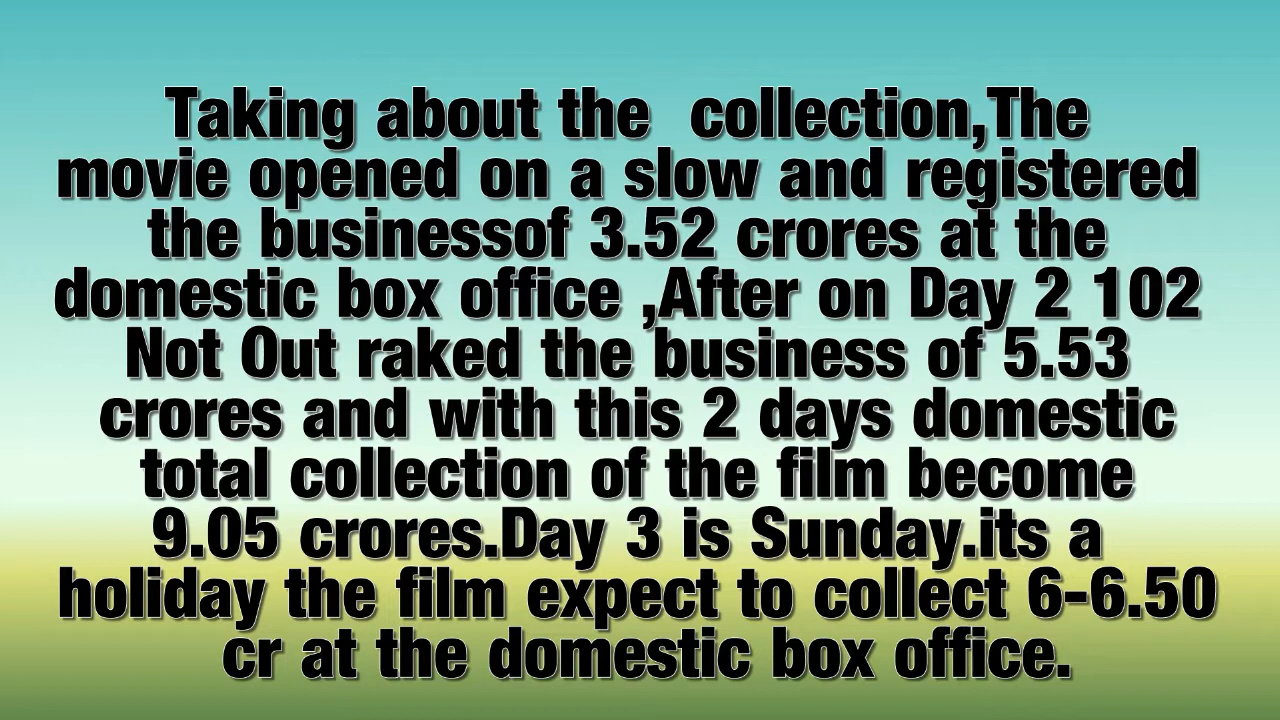 Taking about the  collection,The
movie opened on a slow and registered
the businessof 3.52 crores at the
domestic box office ,After on Day 2 102
Not Out raked the business of 5.53
crores and with this 2 days domestic
total collection of the film become
9.05 crores.Day 3 is Sunday.its a
holiday the film expect to collect 6-6.50
cr at the domestic box office.